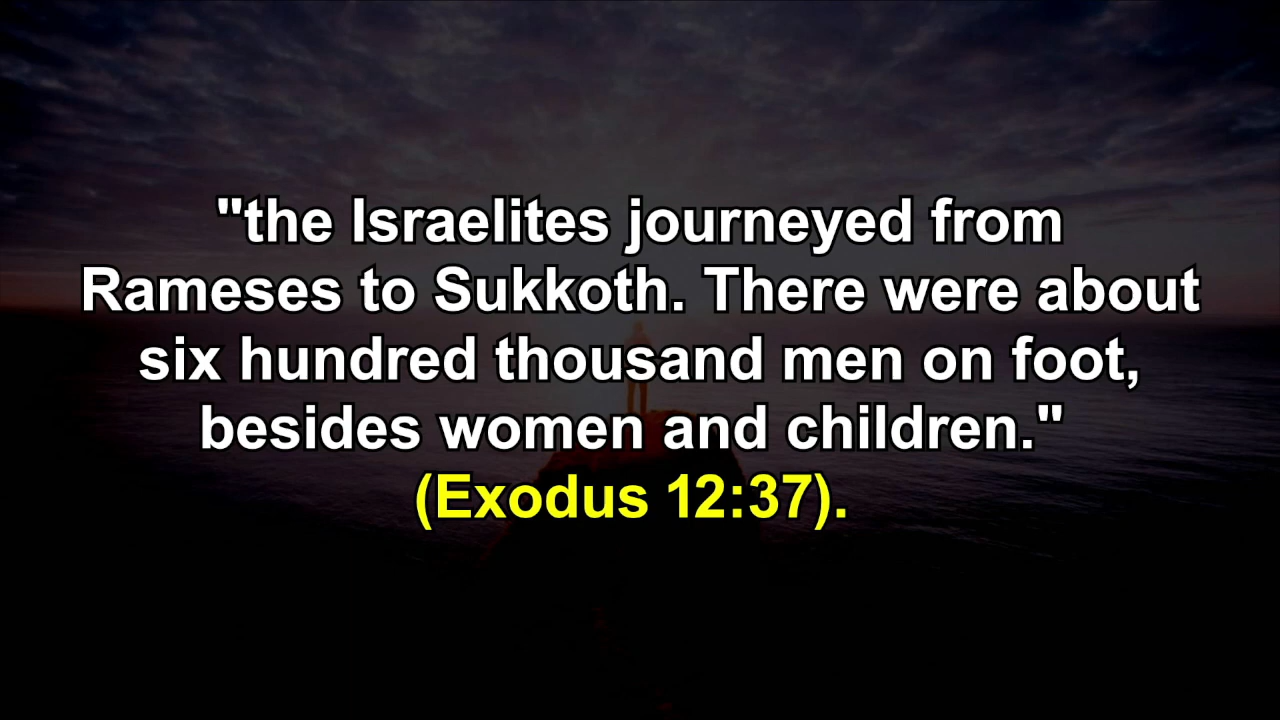 "the Israelites journeyed from
Rameses to Sukkoth. There were about
six hundred thousand men on foot,
besides women and children."
(Exodus 12:37).